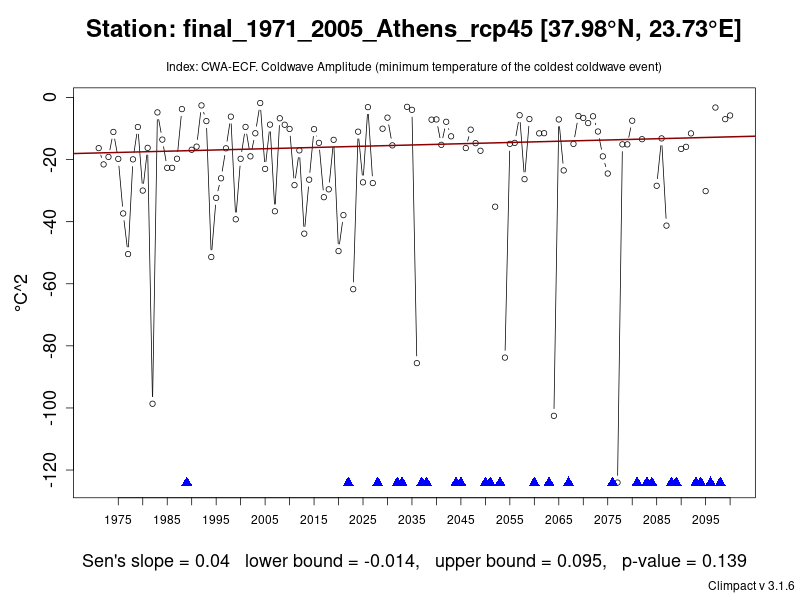 Station: final_1971_2005_Athens_rcp45 [37.98°N, 23.73°E]
Index: CWA-ECF. Coldwave Amplitude (minimum temperature of the coldest coldwave event)
°C^2
0
-20
-40
-60
-80
-100
-120
1975 1985 1995 2005 2015 2025 2035 2045 2055 2065 2075 2085 2095
Sen's slope = 0.04 lower bound = -0.014, upper bound = 0.095, p-value = 0.139
Climpact v 3.1.6